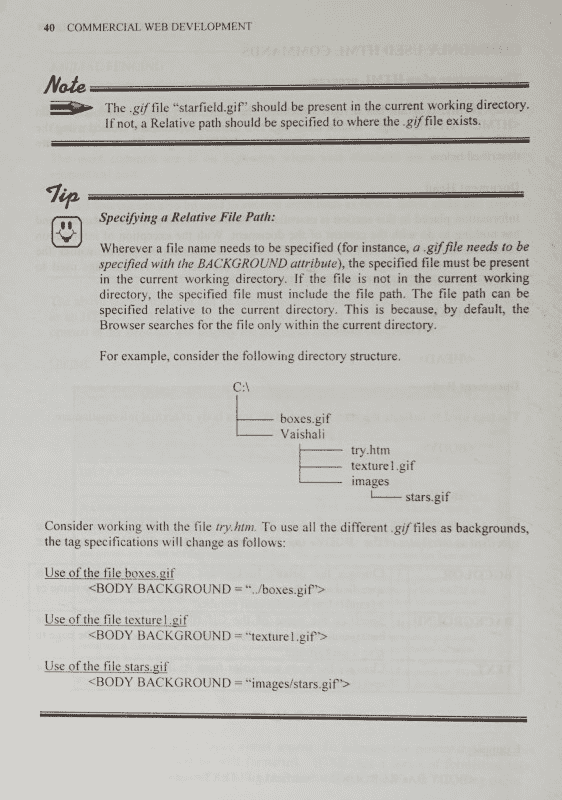 40 COMMERCIAL WEB DEVELOPMENT
Note
The .gif file “starfield.gif” should be present in the current working directory.
If not, a Relative path should be specified to where the .gif file exists.
Tip
Specifying a Relative File Path:
Wherever a file name needs to be specified (for instance, a .gif file needs to be
specified with the BACKGROUND attribute), the specified file must be present
in the current working directory. If the file is not in the current working
directory, the specified file must include the file path. The file path can be
specified relative to the current directory. This is because, by default, the
Browser searches for the file only within the current directory.
For example, consider the following directory structure.
C:\
boxes.gif
Vaishali
try.htm
texture1.gif
images
stars.gif
Consider working with the file try.htm. To use all the different .gif files as backgrounds,
the tag specifications will change as follows:
Use of the file boxes.gif
<BODY BACKGROUND = “../boxes.gif”>
Use of the file texture1.gif
<BODY BACKGROUND = “texture1.gif”>
Use of the file stars.gif
<BODY BACKGROUND = “images/stars.gif”>